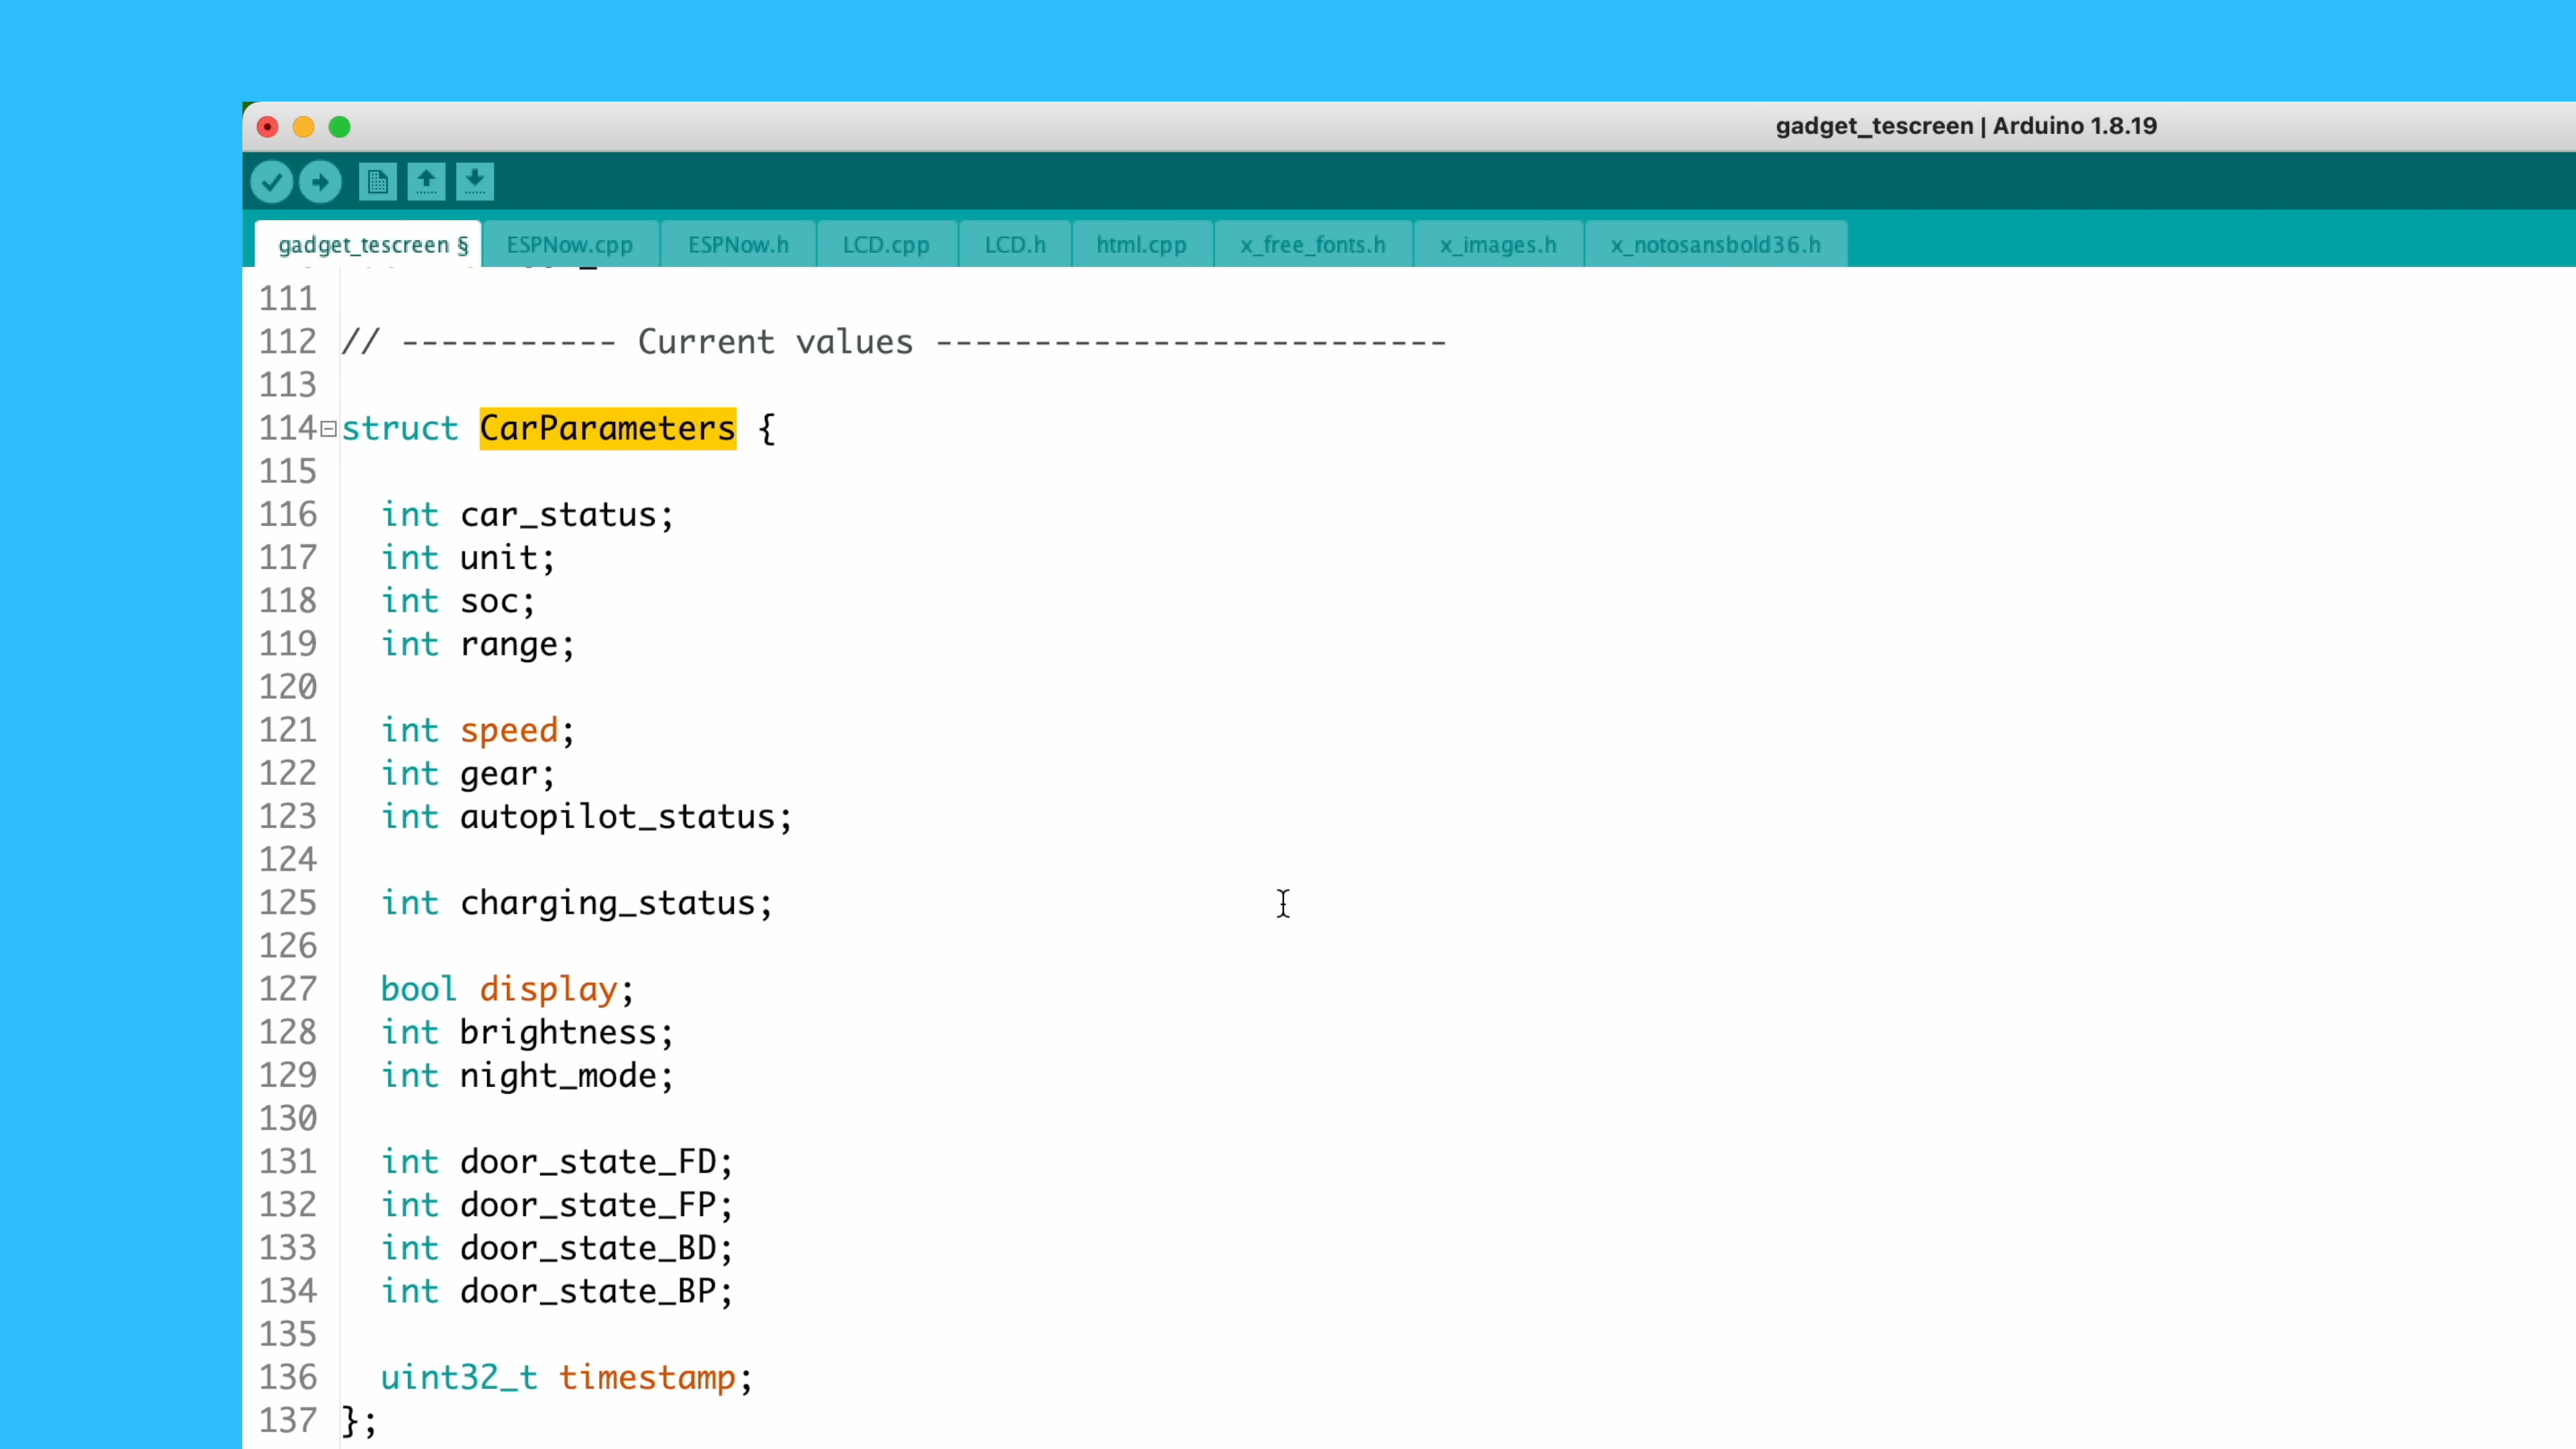 gadget_tescreen | Arduino 1.8.19
gadget_tescreen § ESPNow.cpp ESPNow.h LCD.cpp LCD.h html.cpp x_free_fonts.h x_images.h x_notosansbold36.h
111
112 // ----------- Current values --------------------------
113
114 struct CarParameters {
115
116 int car_status;
117 int unit;
118 int soc;
119 int range;
120
121 int speed;
122 int gear;
123 int autopilot_status;
124
125 int charging_status;
126
127 bool display;
128 int brightness;
129 int night_mode;
130
131 int door_state_FD;
132 int door_state_FP;
133 int door_state_BD;
134 int door_state_BP;
135
136 uint32_t timestamp;
137 };